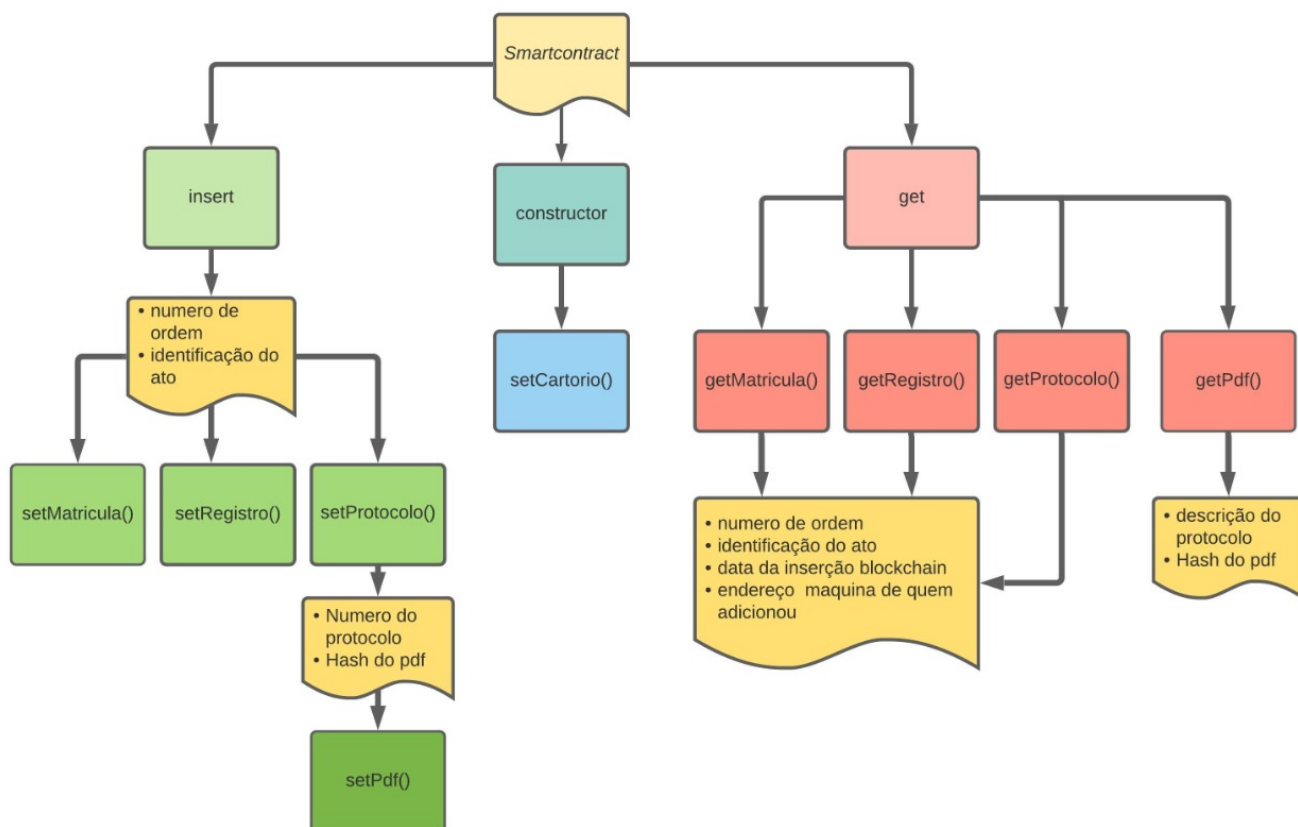 Smartcontract
insert
constructor
get
• numero de
ordem
• identificação do
ato
setCartorio()
getMatricula()
getRegistro()
getProtocolo()
getPdf()
setMatricula()
setRegistro()
setProtocolo()
• numero de ordem
• identificação do ato
• data da inserção blockchain
• endereço maquina de quem
adicionou
• descrição do
protocolo
• Hash do pdf
• Numero do
protocolo
• Hash do pdf
setPdf()